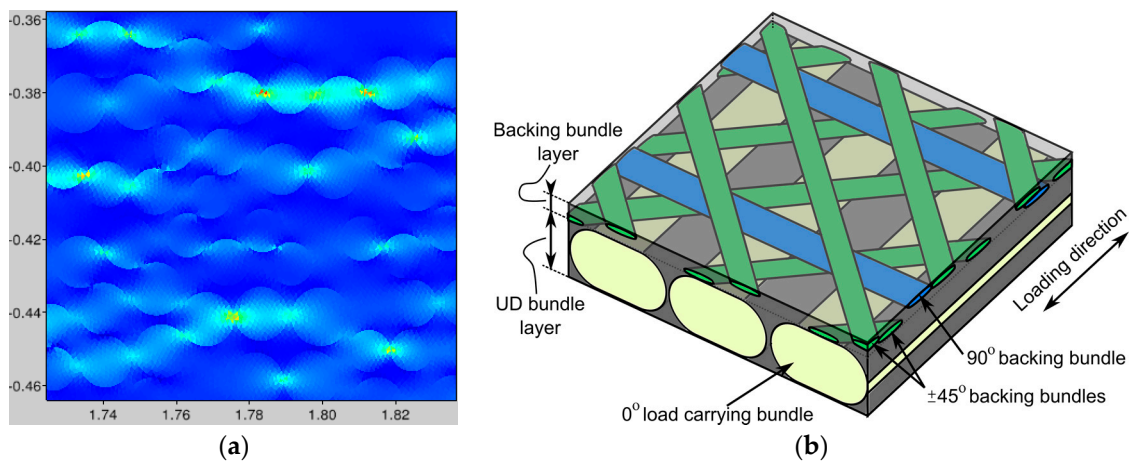 -0.36
-0.38
-0.40
-0.42
-0.44
-0.46
1.74
1.76
1.78
1.80
1.82
(a)
Backing bundle
layer
UD bundle
layer
Loading direction
90° backing bundle
±45° backing bundles
0° load carrying bundle
(b)